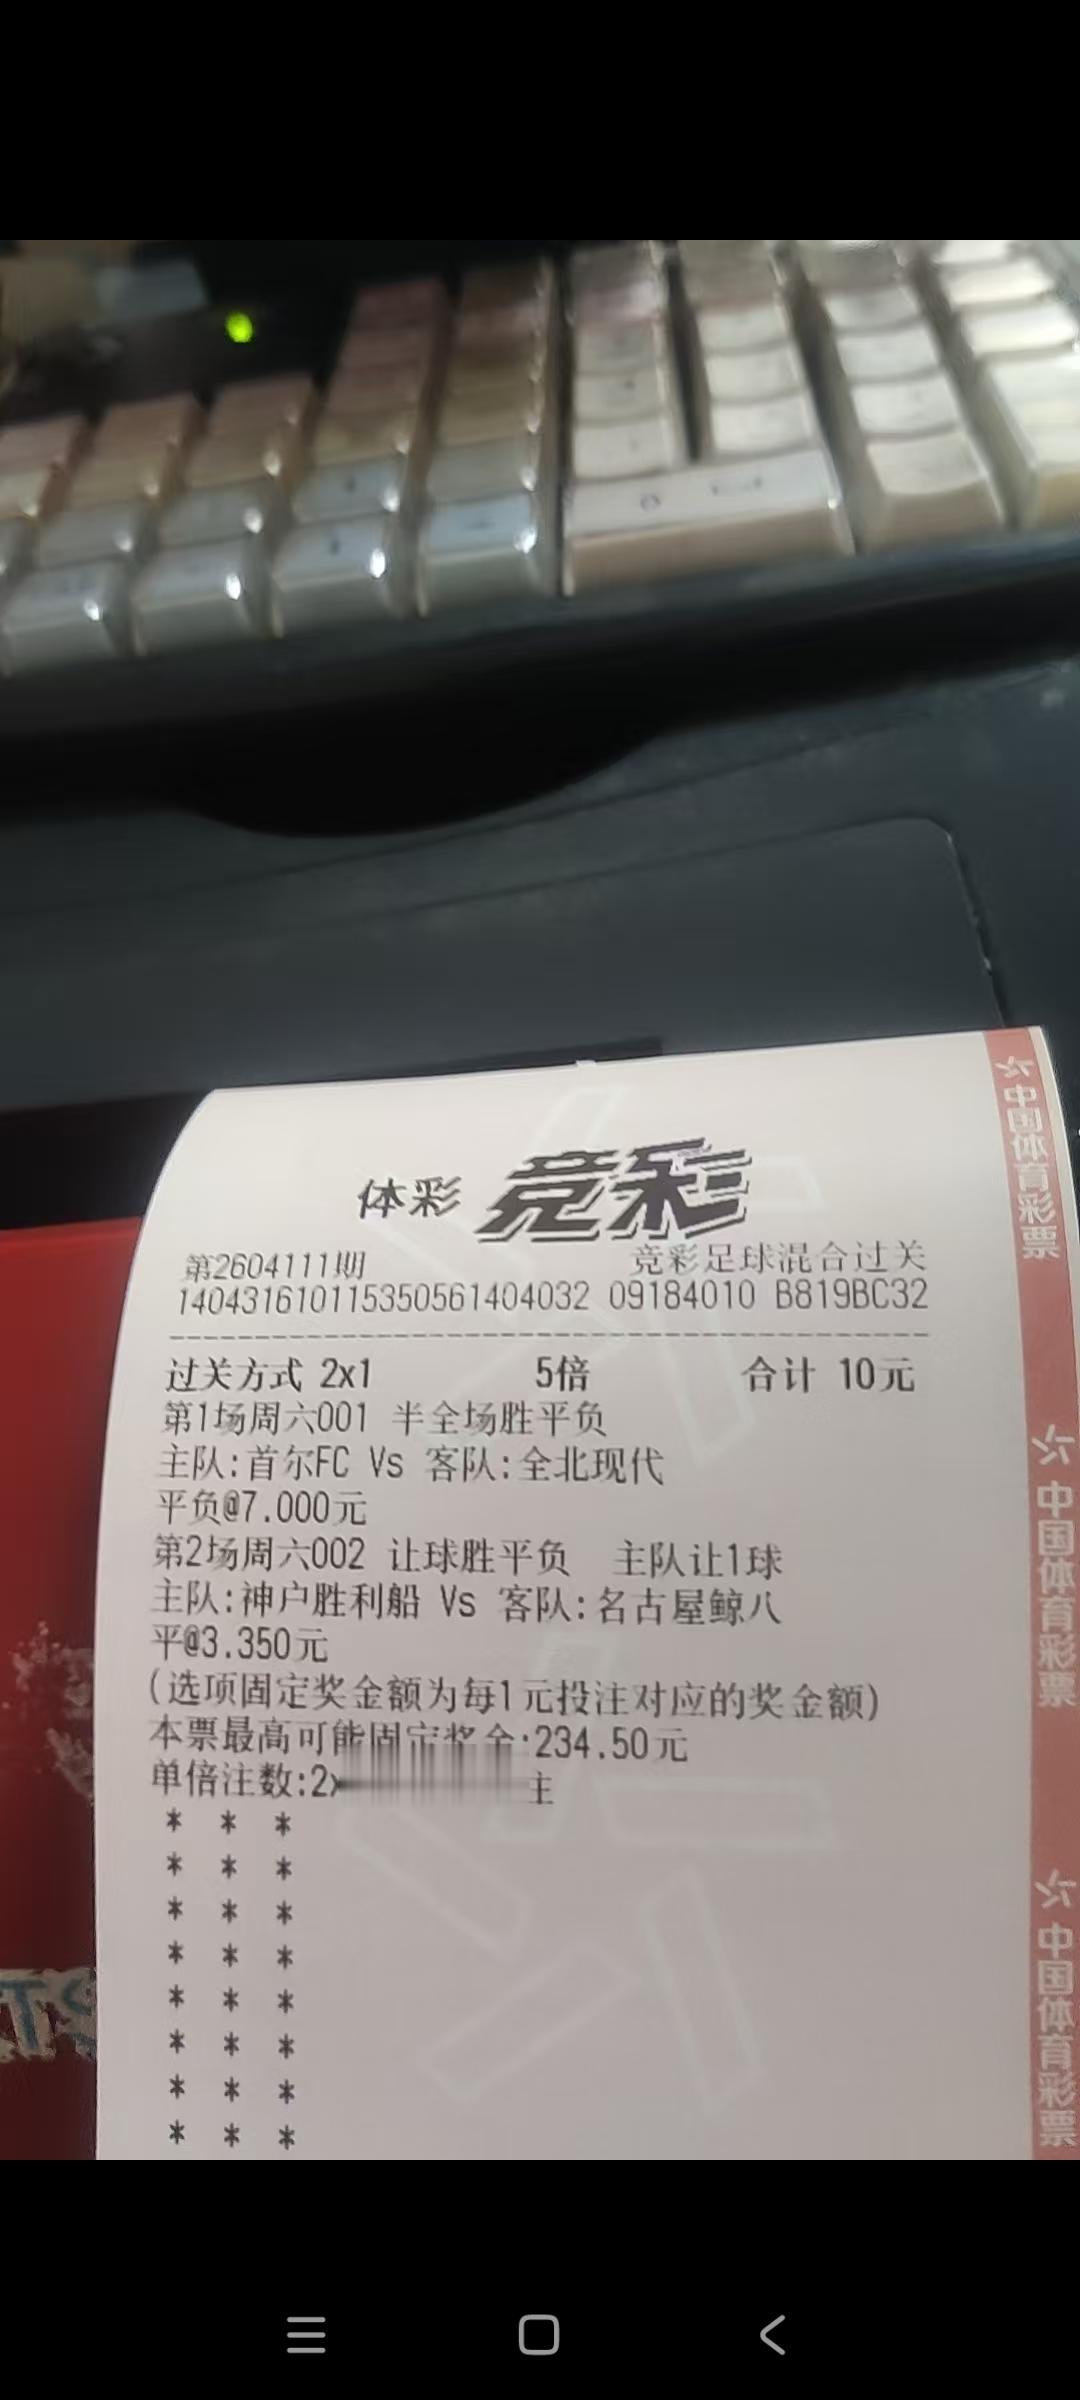 体彩 竞彩
第2604111期 竞彩足球混合过关
140431610115350561404032 09184010 B819BC32
过关方式 2x1 5倍 合计 10元
第1场周六001 半全场胜平负
主队:首尔FC Vs 客队:全北现代
平负@7.000元
第2场周六002 让球胜平负 主队让1球
主队:神户胜利船 Vs 客队:名古屋鲸八
平@3.350元
(选项固定奖金额为每1元投注对应的奖金额)
本票最高可能固定奖金:234.50元
单倍注数:2x
* * *
* * *
* * *
* * *
* * *
* * *
* * *
* * *
中国体育彩票
中国体育彩票
中国体育彩票